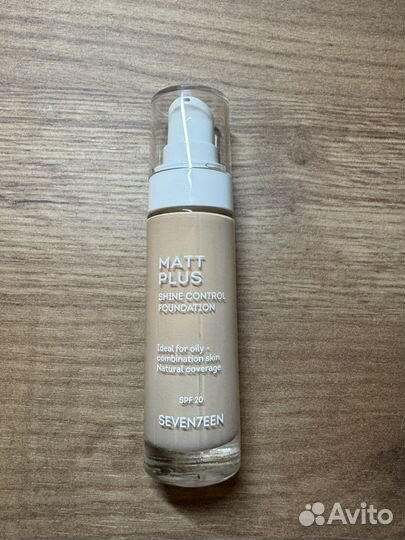 MATT
PLUS
SHINE CONTROL
FOUNDATION
Ideal for oily -
combination skin
Natural coverage
SPF 20
SEVEN7EEN
Avito